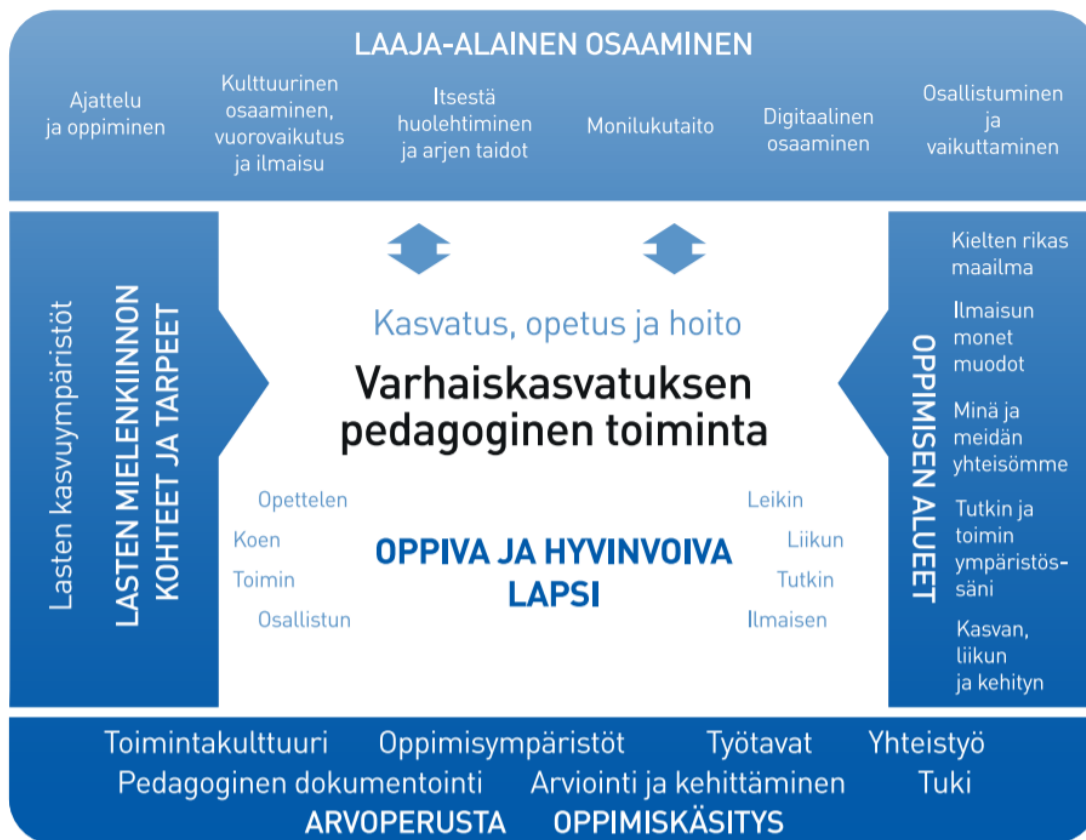 LAAJA-ALAINEN OSAAMINEN
Ajattelu
ja oppiminen
Kulttuurinen
osaaminen,
vuorovaikutus
ja ilmaisu
Itsestä
huolehtiminen
ja arjen taidot
Monilukutaito
Digitaalinen
osaaminen
Osallistuminen
ja
vaikuttaminen
Lasten kasvuympäristöt
LASTEN MIELENKIINNON
KOHTEET JA TARPEET
Kasvatus, opetus ja hoito
Varhaiskasvatuksen
pedagoginen toiminta
Opettelen
Koen
Toimin
Osallistun
OPPIVA JA HYVINVOIVA
LAPSI
Leikin
Liikun
Tutkin
Ilmaisen
OPPIMISEN ALUEET
Kielten rikas
maailma
Ilmaisun
monet
muodot
Minä ja
meidän
yhteisömme
Tutkin ja
toimin
ympäristös-
säni
Kasvan,
liikun
ja kehityn
Toimintakulttuuri Oppimisympäristöt Työtavat Yhteistyö
Pedagoginen dokumentointi Arviointi ja kehittäminen Tuki
ARVOPERUSTA OPPIMISKÄSITYS